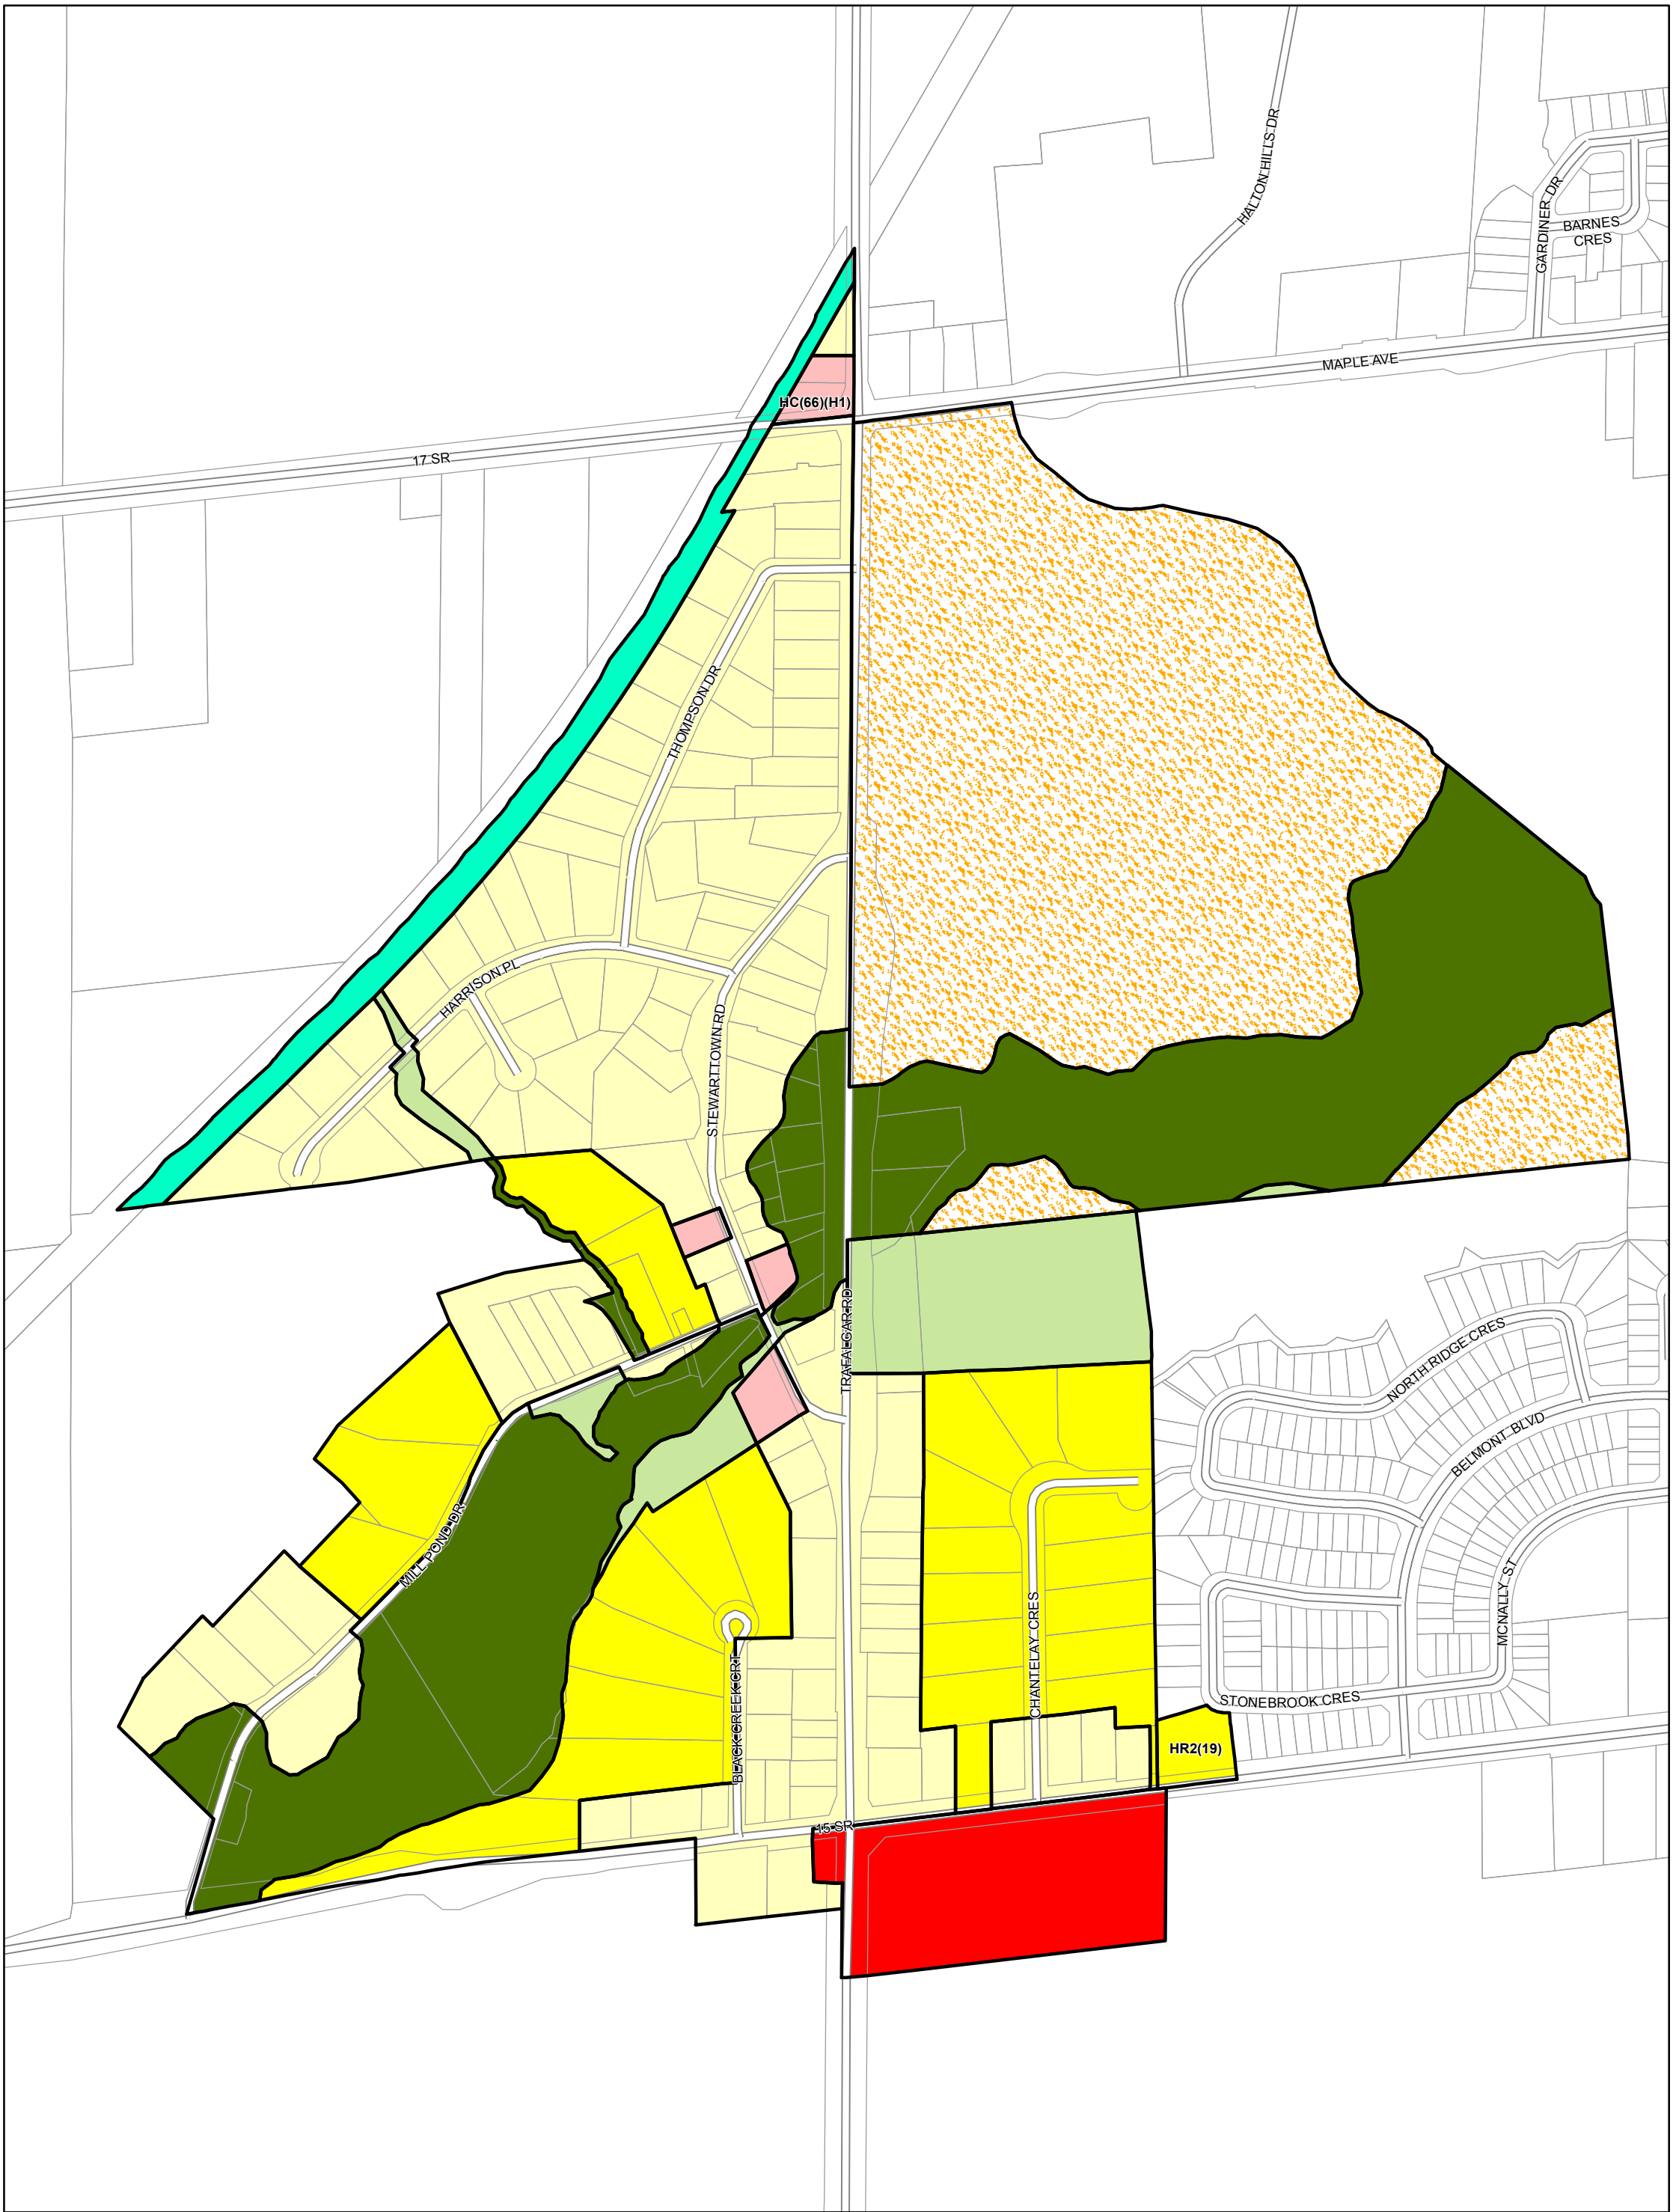 HALTON HILLS DR
GARDINER DR
BARNES
CRES
MAPLE AVE
HC(66)(H1)
17 SR
THOMPSON DR
HARRISON PL
STEWARTTOWN RD
TRAFALGAR RD
NORTH RIDGE CRES
BELMONT BLVD
MILL POND DR
MCNALLY ST
CHANTELAY CRES
BLACK CREEK CRT
STONEBROOK CRES
HR2(19)
15 SR